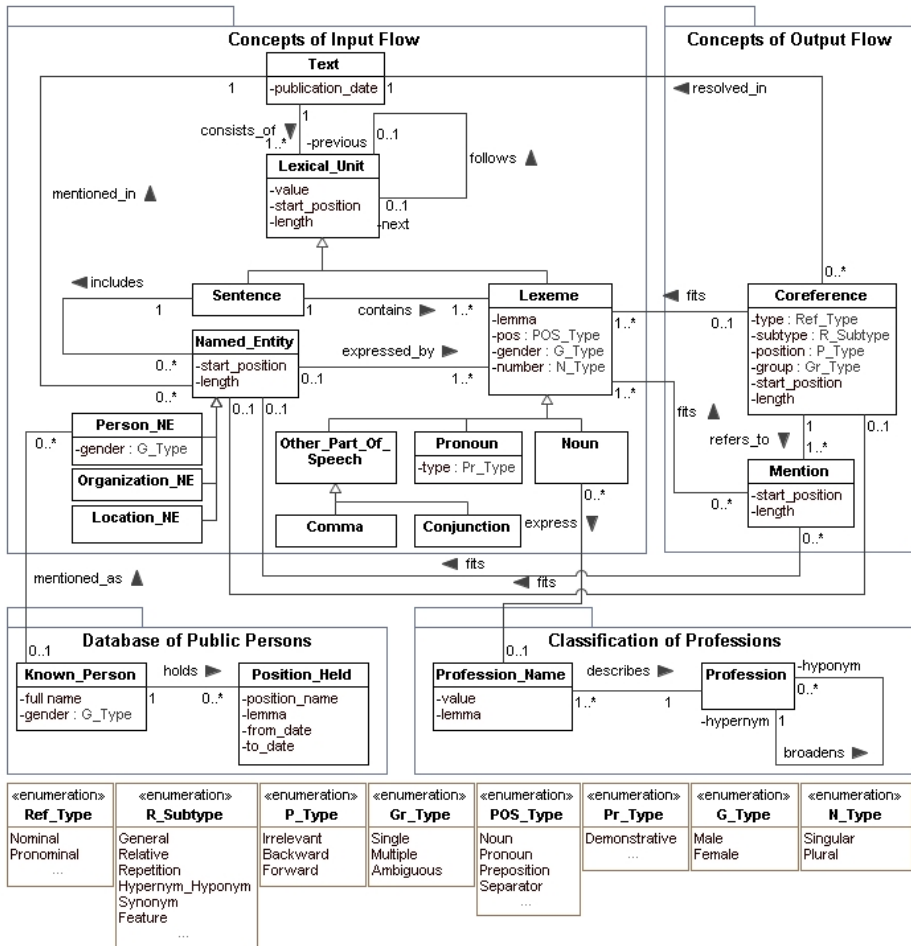 Concepts of Input Flow
Text
-publication_date
1
1
1
consists_of
1..*
-previous
0..1
follows
Lexical_Unit
-value
-start_position
-length
0..1
-next
mentioned_in
includes
Sentence
1
1
contains
1..*
Lexeme
-lemma
-pos : POS_Type
-gender : G_Type
-number : N_Type
1..*
1..*
Named_Entity
-start_position
-length
0..*
0..*
0..1
expressed_by
1..*
0..1
0..1
Person_NE
-gender : G_Type
0..*
Organization_NE
Location_NE
Other_Part_Of_
Speech
Pronoun
-type : Pr_Type
Noun
0..*
Comma
Conjunction
express
Concepts of Output Flow
resolved_in
0..*
fits
0..1
Coreference
-type : Ref_Type
-subtype : R_Subtype
-position : P_Type
-group : Gr_Type
-start_position
-length
fits
1
0..1
refers_to
1..*
Mention
-start_position
-length
0..*
0..*
fits
fits
mentioned_as
0..1
Database of Public Persons
Known_Person
-full name
-gender : G_Type
holds
1
0..*
Position_Held
-position_name
-lemma
-from_date
-to_date
Classification of Professions
0..1
Profession_Name
-value
-lemma
describes
1..*
1
Profession
-hyponym
0..*
-hypernym
1
broadens
«enumeration»
Ref_Type
Nominal
Pronominal
...
«enumeration»
R_Subtype
General
Relative
Repetition
Hypernym_Hyponym
Synonym
Feature
...
«enumeration»
P_Type
Irrelevant
Backward
Forward
«enumeration»
Gr_Type
Single
Multiple
Ambiguous
«enumeration»
POS_Type
Noun
Pronoun
Preposition
Separator
...
«enumeration»
Pr_Type
Demonstrative
...
«enumeration»
G_Type
Male
Female
«enumeration»
N_Type
Singular
Plural